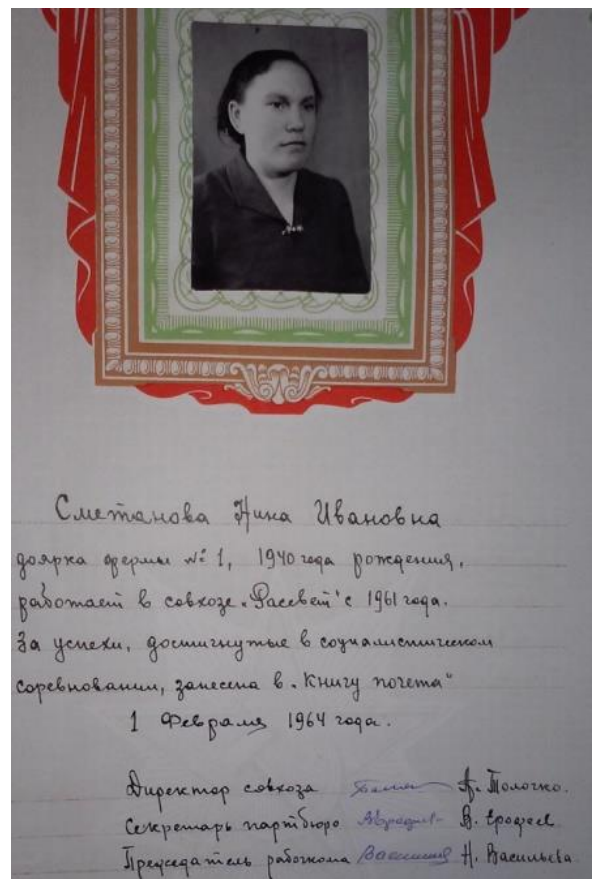 Сметанова Нина Ивановна
доярка фермы № 1, 1940 года рождения,
работает в совхозе „Рассвет" с 1961 года.
За успехи, достигнутые в социалистическом
соревновании, занесена в „Книгу почета"
1 Февраля 1964 года.
Директор совхоза А. Толочко.
Секретарь партбюро В. Ерофеев
Председатель рабочкома Н. Васильева